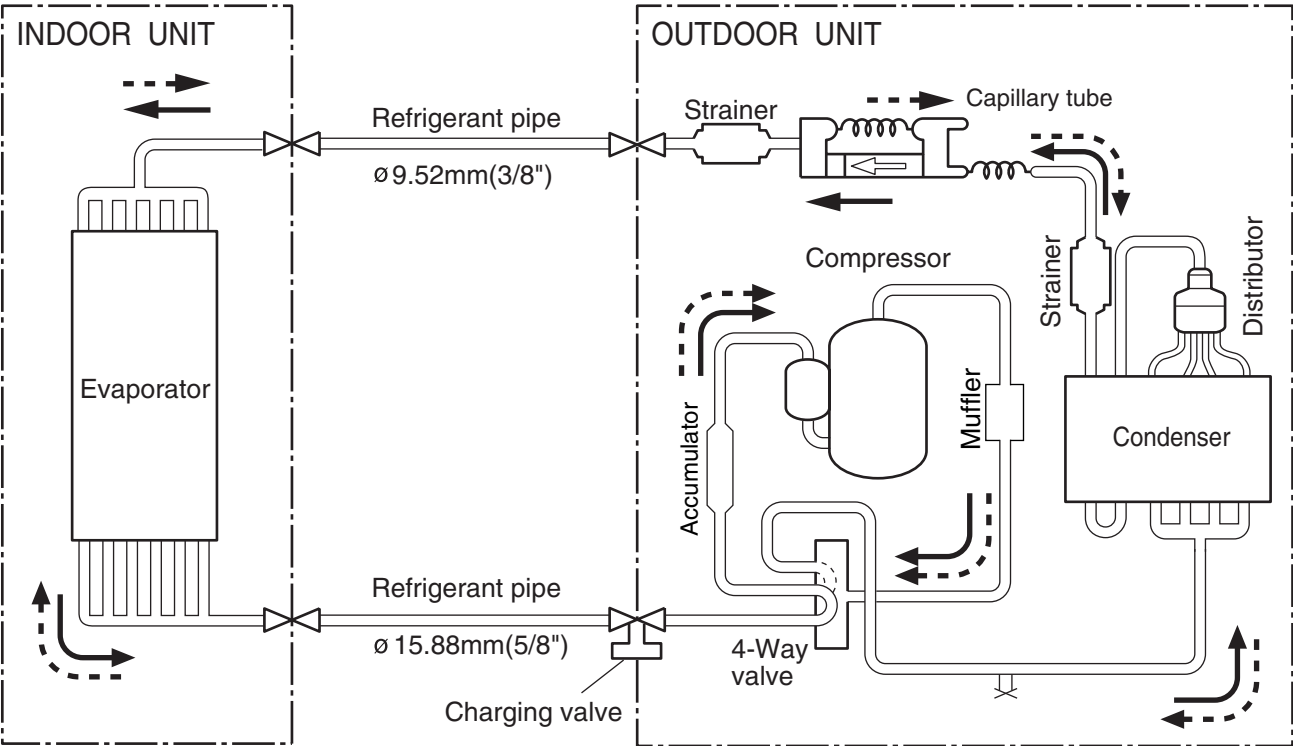 INDOOR UNIT
OUTDOOR UNIT
Refrigerant pipe
ø9.52mm(3/8")
Strainer
Capillary tube
Compressor
Strainer
Distributor
Evaporator
Accumulator
Muffler
Condenser
Refrigerant pipe
ø15.88mm(5/8")
4-Way
valve
Charging valve